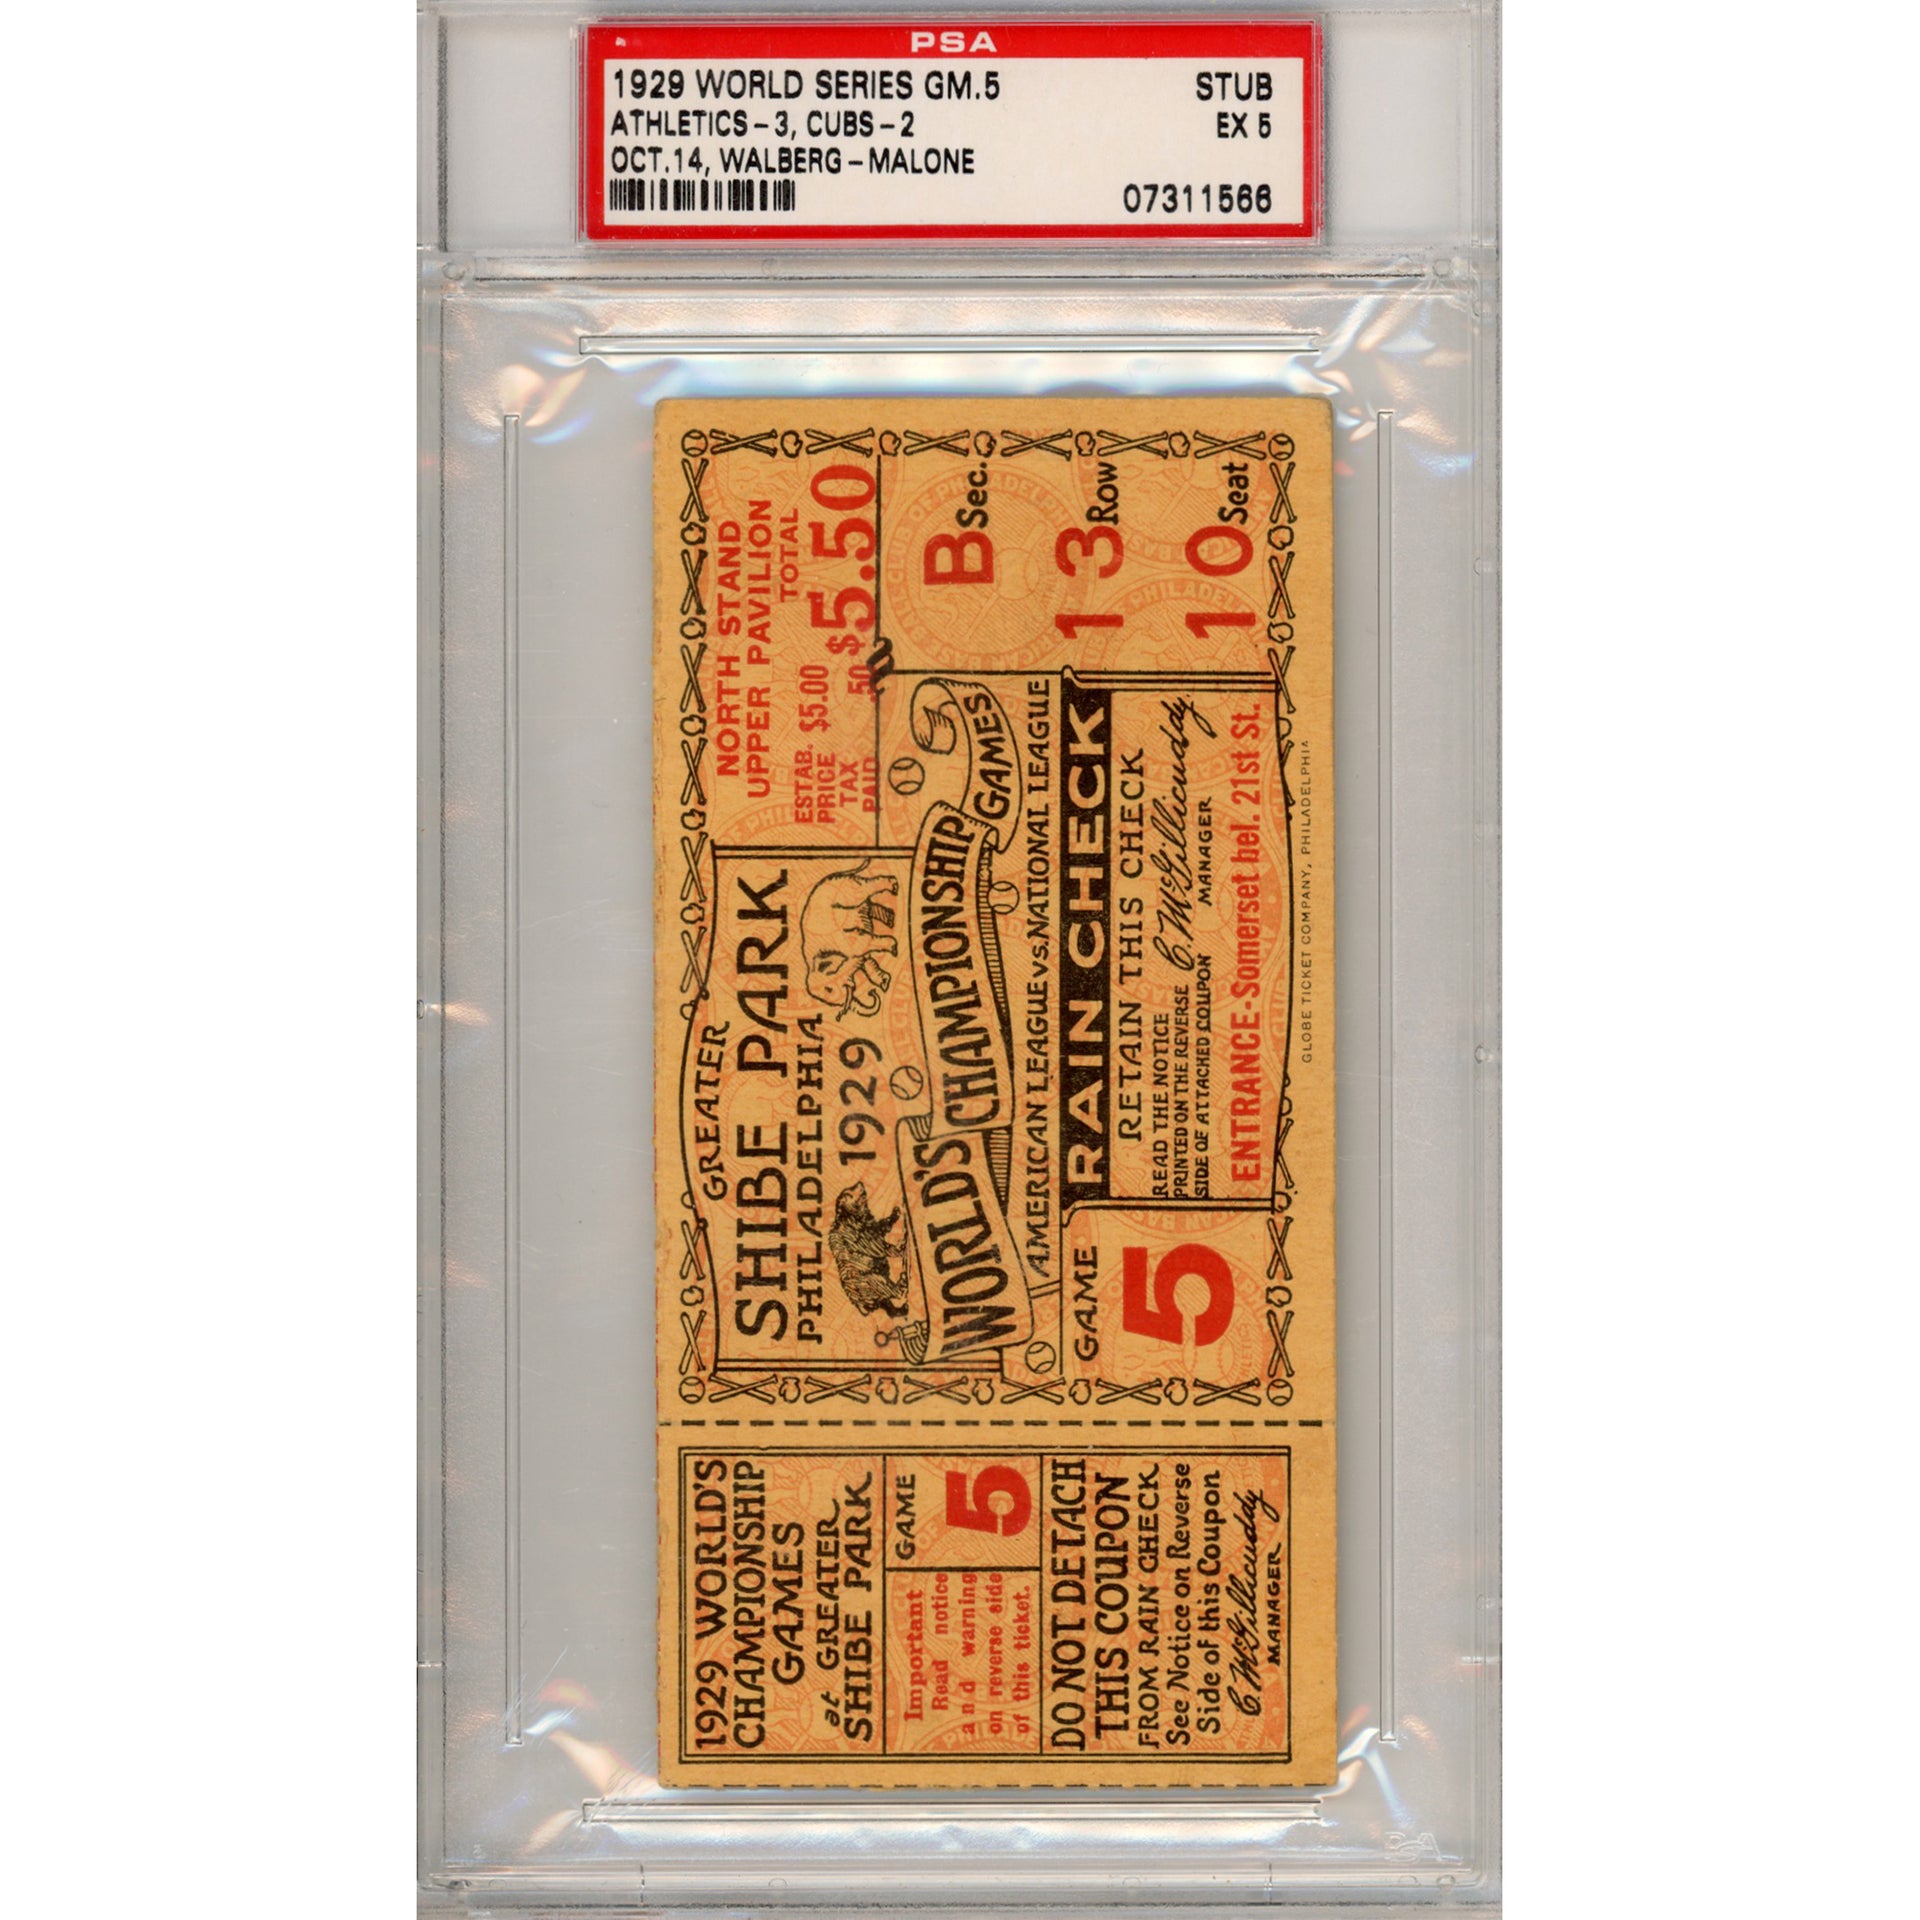 PSA
1929 WORLD SERIES GM.5 STUB
ATHLETICS-3, CUBS-2 EX 5
OCT.14, WALBERG-MALONE
07311566
GREATER
SHIBE PARK
PHILADELPHIA
1929
WORLD'S CHAMPIONSHIP GAMES
AMERICAN LEAGUE VS. NATIONAL LEAGUE
NORTH STAND
UPPER PAVILION
TOTAL
ESTAB. PRICE $5.00
TAX PAID .50
$5.50
B Sec.
13 Row
10 Seat
RAIN CHECK
RETAIN THIS CHECK
READ THE NOTICE
PRINTED ON THE REVERSE
SIDE OF ATTACHED COUPON
C. McGillicuddy
MANAGER
ENTRANCE-Somerset bel. 21st St.
GAME
5
GLOBE TICKET COMPANY, PHILADELPHIA
1929 WORLD'S
CHAMPIONSHIP
GAMES
at GREATER
SHIBE PARK
GAME
5
Important
Read notice
and warning
on reverse side
of this ticket.
DO NOT DETACH
THIS COUPON
FROM RAIN CHECK
See Notice on Reverse
Side of this Coupon
C. McGillicuddy
MANAGER